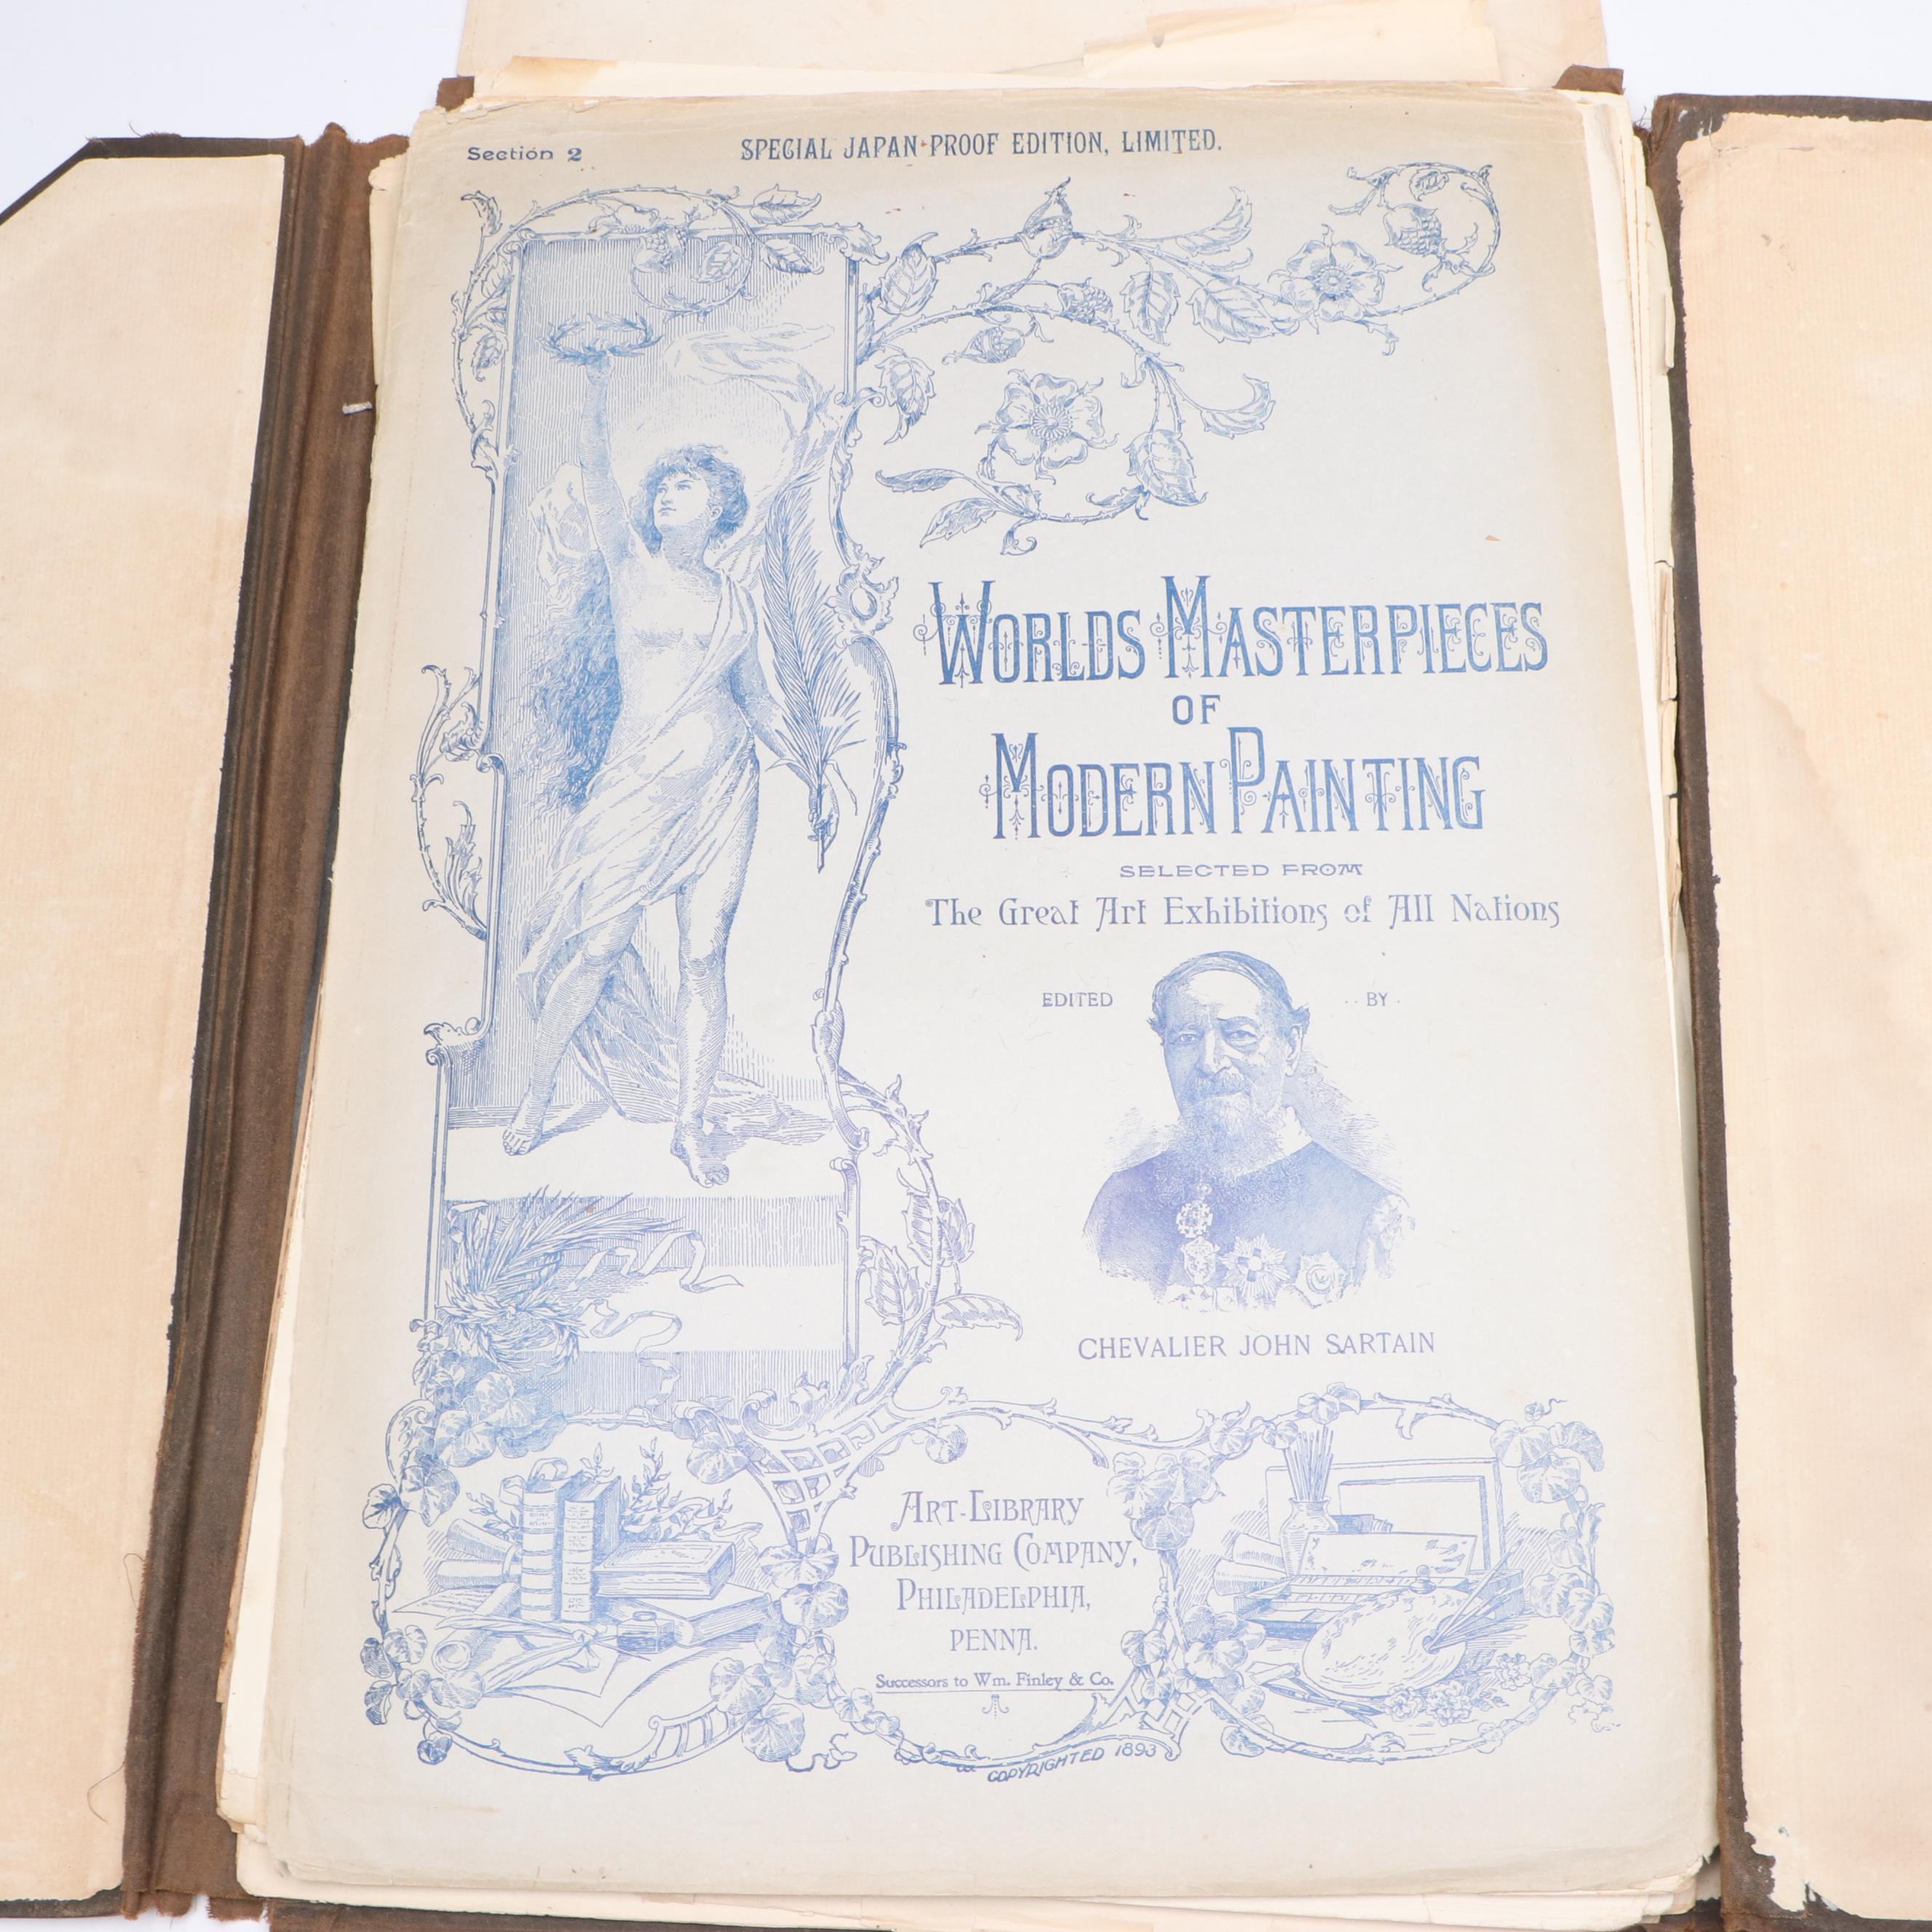 Section 2
SPECIAL JAPAN-PROOF EDITION, LIMITED.
WORLDS MASTERPIECES
OF
MODERN PAINTING
SELECTED FROM
The Great Art Exhibitions of All Nations
EDITED BY
CHEVALIER JOHN SARTAIN
ART-LIBRARY
PUBLISHING COMPANY,
PHILADELPHIA,
PENNA.
Successors to Wm. Finley & Co.
COPYRIGHTED 1893